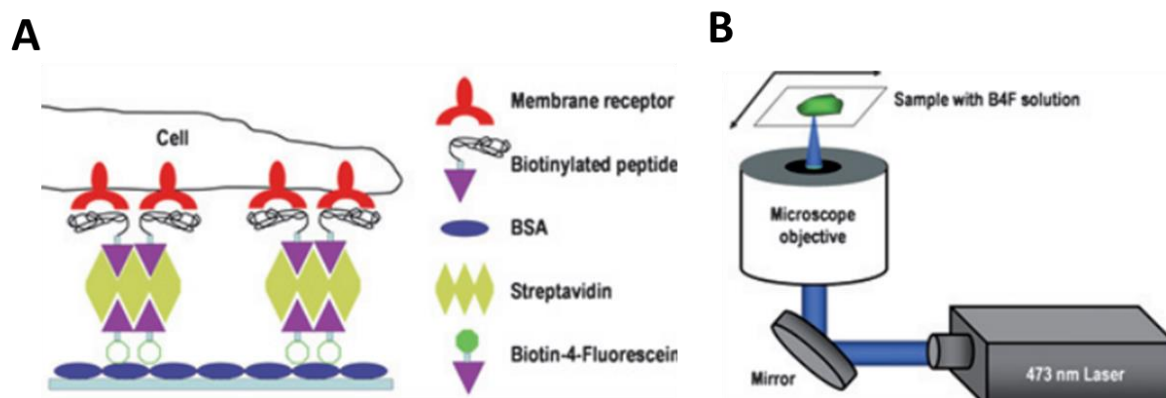 A
Cell
Membrane receptor
Biotinylated peptide
BSA
Streptavidin
Biotin-4-Fluorescein
B
Sample with B4F solution
Microscope
objective
Mirror
473 nm Laser